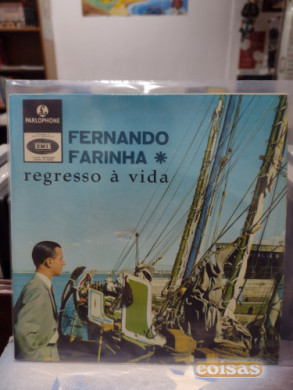 PARLOPHONE
EMI
FERNANDO
FARINHA *
regresso à vida
coisas